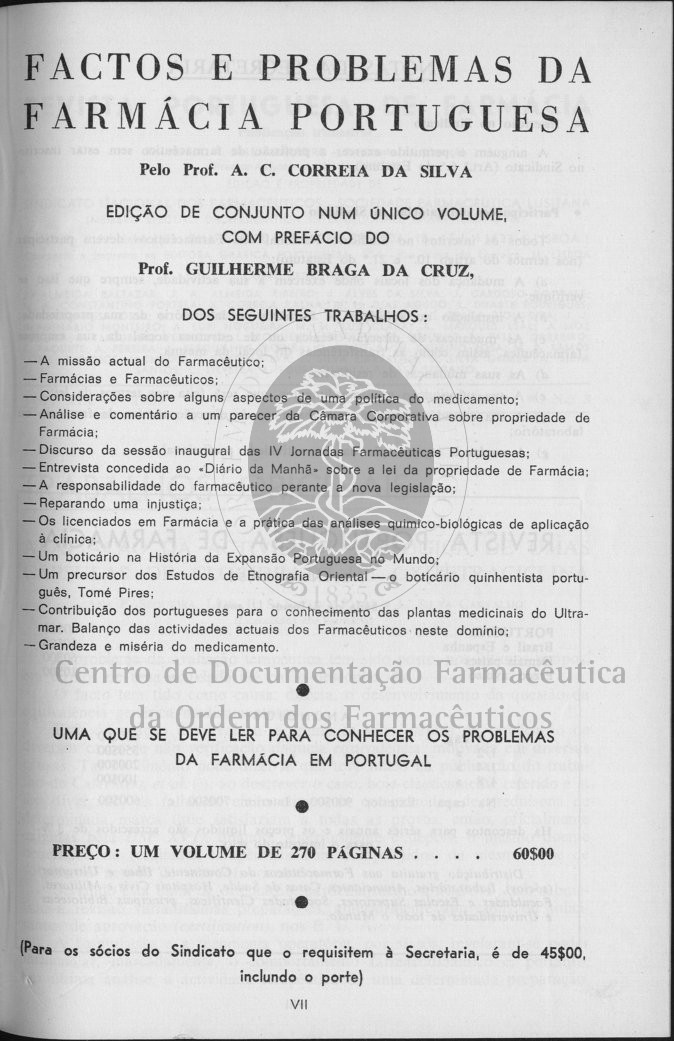 FACTOS E PROBLEMAS DA
FARMÁCIA PORTUGUESA
Pelo Prof. A. C. CORREIA DA SILVA
EDIÇÃO DE CONJUNTO NUM ÚNICO VOLUME,
COM PREFÁCIO DO
Prof. GUILHERME BRAGA DA CRUZ,
DOS SEGUINTES TRABALHOS:
— A missão actual do Farmacêutico;
— Farmácias e Farmacêuticos;
— Considerações sobre alguns aspectos de uma política do medicamento;
— Análise e comentário a um parecer da Câmara Corporativa sobre propriedade de
Farmácia;
— Discurso da sessão inaugural das IV Jornadas Farmacêuticas Portuguesas;
— Entrevista concedida ao «Diário da Manhã» sobre a lei da propriedade de Farmácia;
— A responsabilidade do farmacêutico perante a nova legislação;
— Reparando uma injustiça;
— Os licenciados em Farmácia e a prática das análises químico-biológicas de aplicação
à clínica;
— Um boticário na História da Expansão Portuguesa no Mundo;
— Um precursor dos Estudos de Etnografia Oriental — o boticário quinhentista portu-
guês, Tomé Pires;
— Contribuição dos portugueses para o conhecimento das plantas medicinais do Ultra-
mar. Balanço das actividades actuais dos Farmacêuticos neste domínio;
— Grandeza e miséria do medicamento.
1835
Centro de Documentação Farmacêutica
da Ordem dos Farmacêuticos
UMA QUE SE DEVE LER PARA CONHECER OS PROBLEMAS
DA FARMÁCIA EM PORTUGAL
PREÇO: UM VOLUME DE 270 PÁGINAS . . . . 60$00
(Para os sócios do Sindicato que o requisitem à Secretaria, é de 45$00,
inclundo o porte)
VII